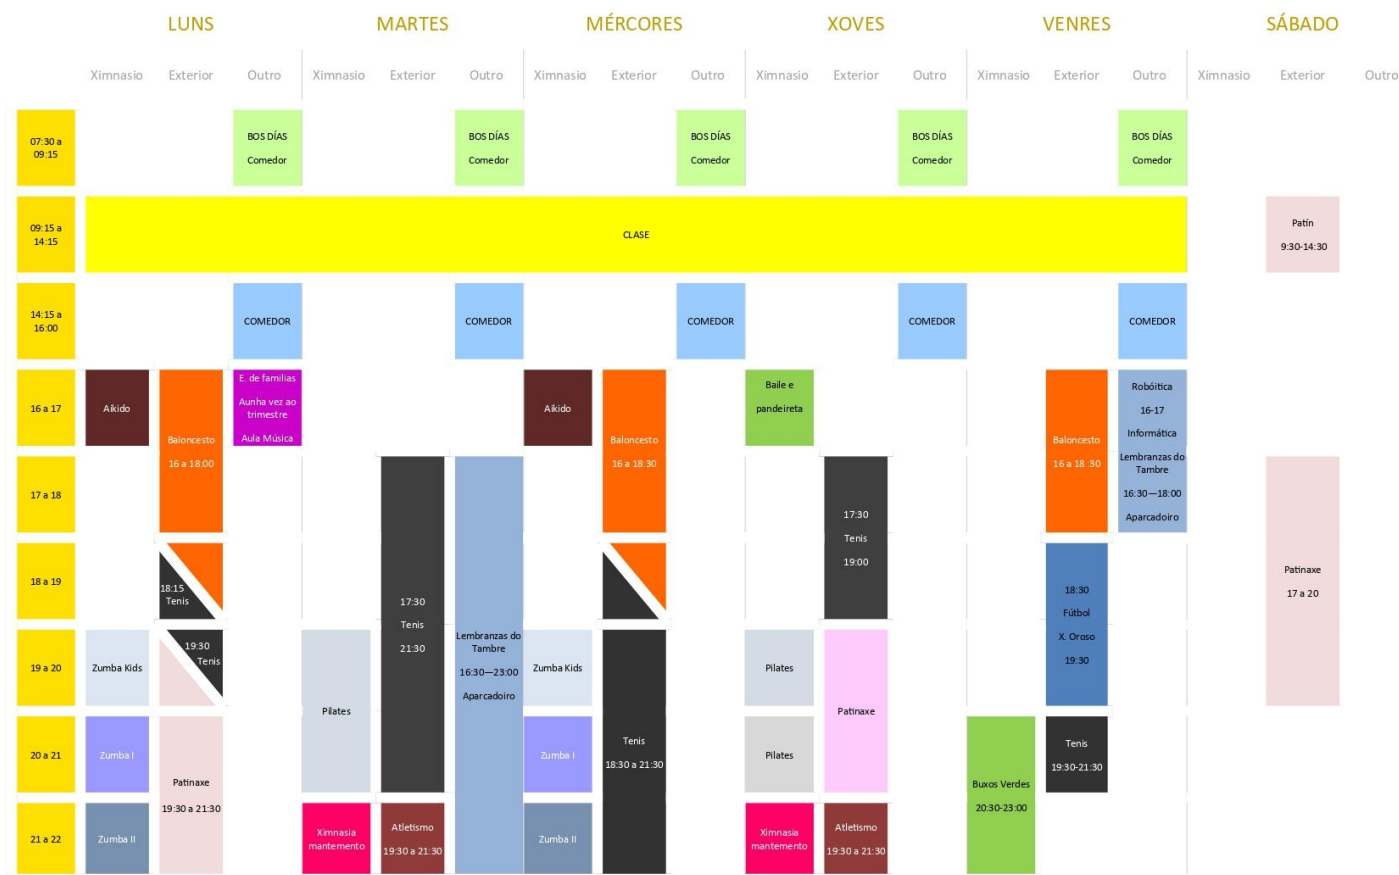 LUNS MARTES MÉRCORES XOVES VENRES SÁBADO
Ximnasio Exterior Outro Ximnasio Exterior Outro Ximnasio Exterior Outro Ximnasio Exterior Outro Ximnasio Exterior Outro Ximnasio Exterior Outro
07:30 a
09:15
BOS DÍAS
Comedor
BOS DÍAS
Comedor
BOS DÍAS
Comedor
BOS DÍAS
Comedor
BOS DÍAS
Comedor
09:15 a
14:15
CLASE
Patín
9:30-14:30
14:15 a
16:00
COMEDOR
COMEDOR
COMEDOR
COMEDOR
COMEDOR
16 a 17
Aikido
Baloncesto
16 a 18:00
E. de familias
Aunha vez ao
trimestre
Aula Música
Aikido
Baloncesto
16 a 18:30
Baile e
pandeireta
Baloncesto
16 a 18 :30
Robóitica
16-17
Informática
Lembranzas do
Tambre
16:30—18:00
Aparcadoiro
17 a 18
17:30
Tenis
21:30
Lembranzas do
Tambre
16:30—23:00
Aparcadoiro
17:30
Tenis
19:00
Patinaxe
17 a 20
18 a 19
18:15
Tenis
18:30
Fútbol
X. Oroso
19:30
19 a 20
Zumba Kids
19:30
Tenis
Pilates
Zumba Kids
Tenis
18:30 a 21:30
Pilates
Patinaxe
20 a 21
Zumba I
Patinaxe
19:30 a 21:30
Zumba I
Pilates
Buxos Verdes
20:30-23:00
Tenis
19:30-21:30
21 a 22
Zumba II
Ximnasia
mantemento
Atletismo
19:30 a 21:30
Zumba II
Ximnasia
mantemento
Atletismo
19:30 a 21:30